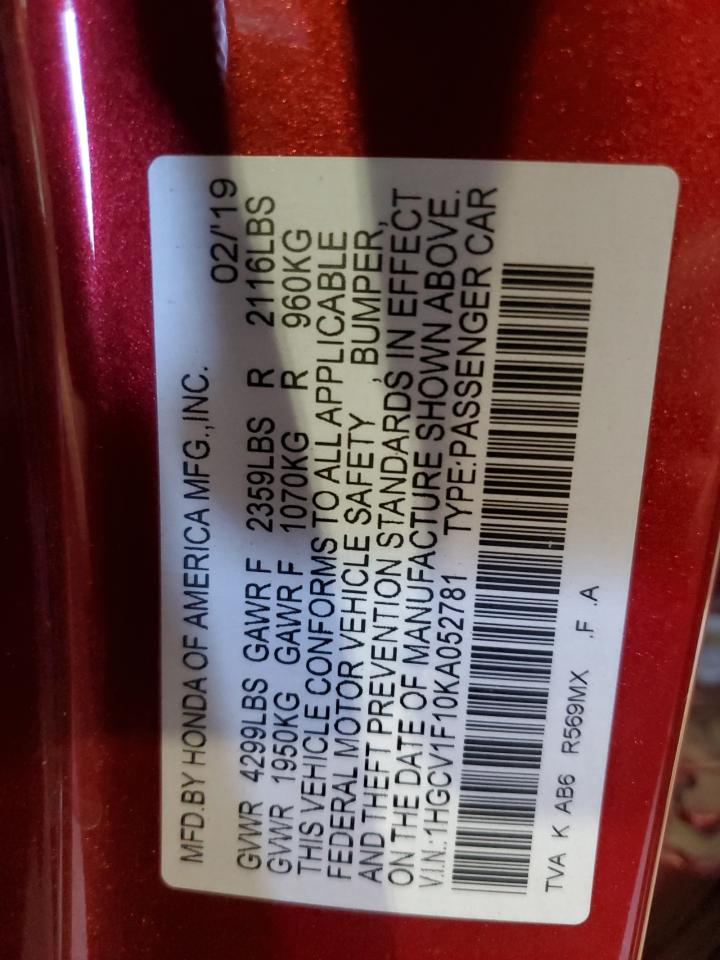 MFD.BY HONDA OF AMERICA MFG.,INC. 02/'19
GVWR 4299LBS GAWR F 2359LBS R 2116LBS
GVWR 1950KG GAWR F 1070KG R 960KG
THIS VEHICLE CONFORMS TO ALL APPLICABLE
FEDERAL MOTOR VEHICLE SAFETY , BUMPER,
AND THEFT PREVENTION STANDARDS IN EFFECT
ON THE DATE OF MANUFACTURE SHOWN ABOVE.
V.I.N.:1HGCV1F10KA052781 TYPE:PASSENGER CAR
TVA K AB6 R569MX .F .A